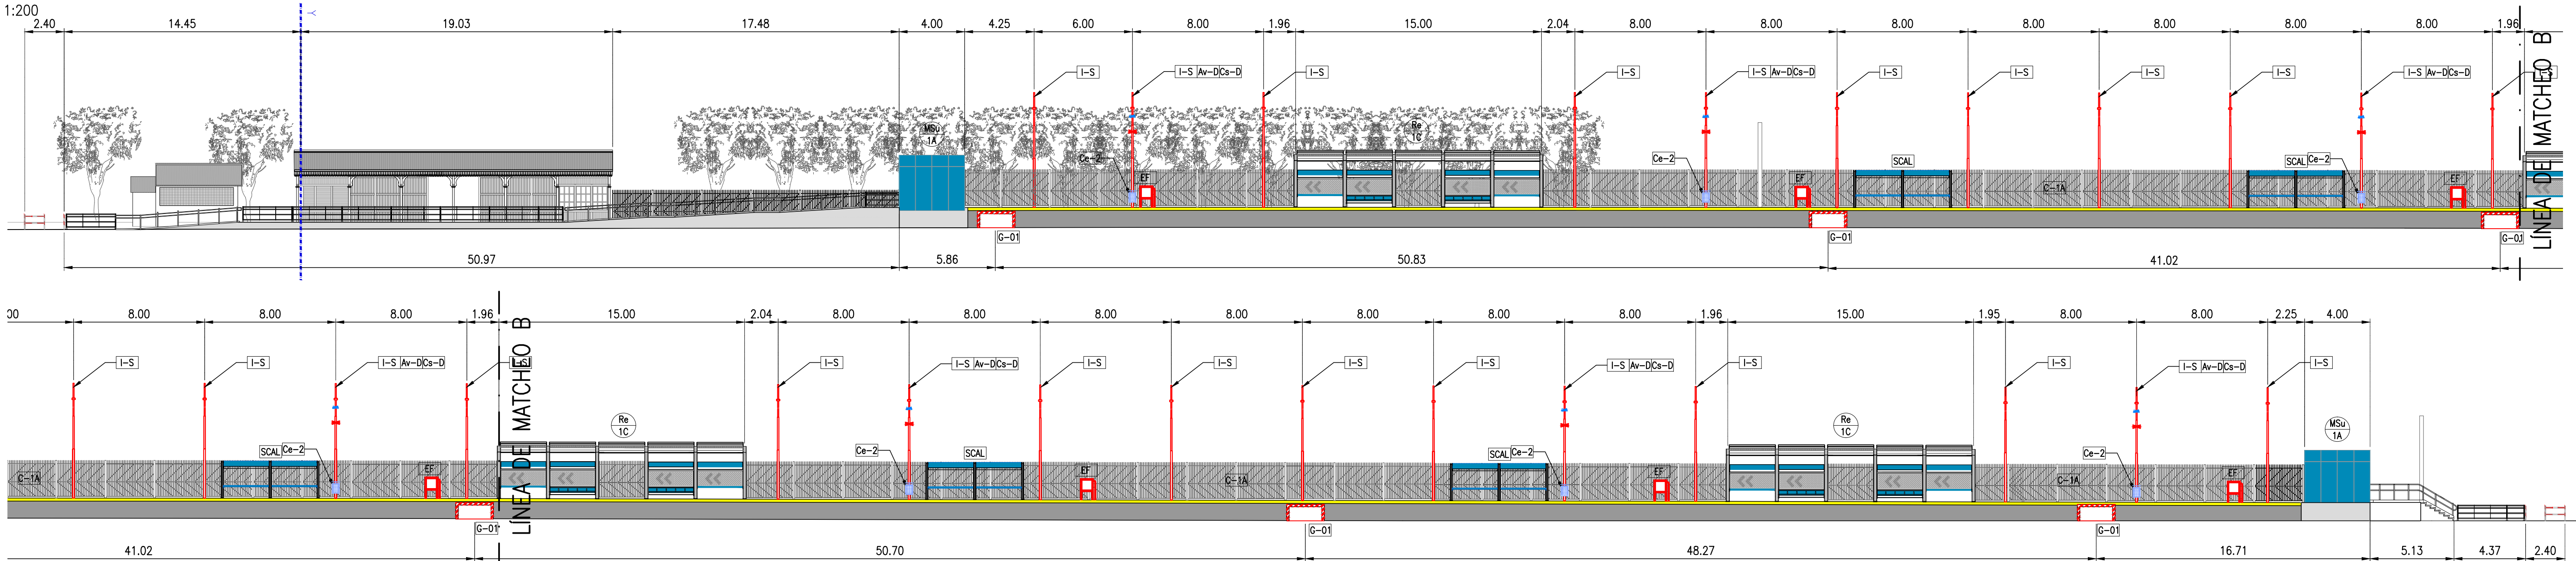 1:200
2.40 14.45 19.03 17.48 4.00 4.25 6.00 8.00 1.96 15.00 2.04 8.00 8.00 8.00 8.00 8.00 8.00 8.00 1.96
Y
I-S I-S Av-D Cs-D I-S I-S I-S Av-D Cs-D I-S I-S I-S I-S I-S Av-D Cs-D I-S
MSu
1A
Re
1C
Ce-2 Ce-2 SCAL SCAL Ce-2
EF EF C-1A EF
G-01 G-01 G-01
LÍNEA DE MATCHEO B
50.97 5.86 50.83 41.02
00 8.00 8.00 8.00 1.96 15.00 2.04 8.00 8.00 8.00 8.00 8.00 8.00 8.00 1.96 15.00 1.95 8.00 8.00 2.25 4.00
I-S I-S I-S Av-D Cs-D I-S I-S I-S Av-D Cs-D I-S I-S I-S I-S I-S Av-D Cs-D I-S I-S I-S Av-D Cs-D I-S
Re
1C
Re
1C
MSu
1A
SCAL Ce-2 Ce-2 SCAL SCAL Ce-2 Ce-2
C-1A EF EF C-1A EF C-1A EF
G-01 G-01 G-01
LÍNEA DE MATCHEO B
41.02 50.70 48.27 16.71 5.13 4.37 2.40